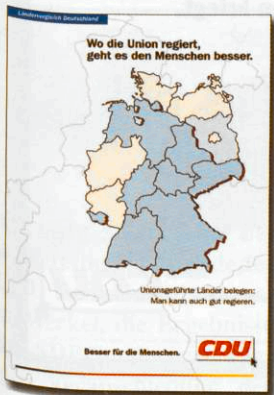 Ländervergleich Deutschland
Wo die Union regiert,
geht es den Menschen besser.
Unionsgeführte Länder belegen:
Man kann auch gut regieren.
Besser für die Menschen.
CDU